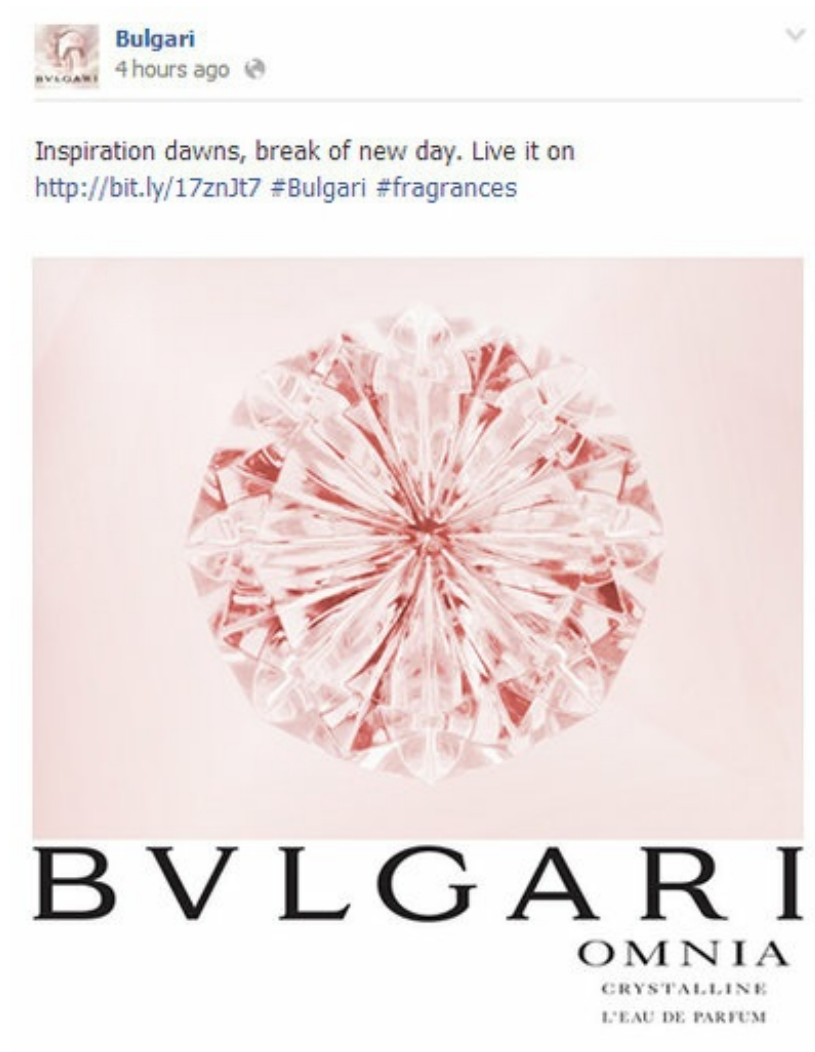 BVLGARI
Bulgari
4 hours ago
Inspiration dawns, break of new day. Live it on
http://bit.ly/17znJt7 #Bulgari #fragrances
BVLGARI
OMNIA
CRYSTALLINE
L'EAU DE PARFUM